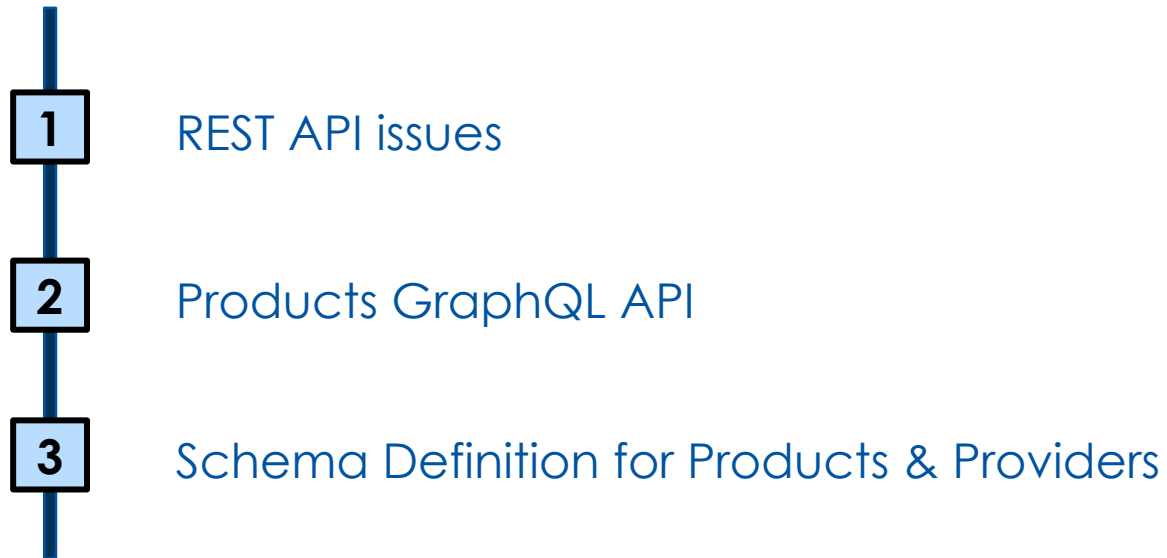 1 REST API issues
2 Products GraphQL API
3 Schema Definition for Products & Providers